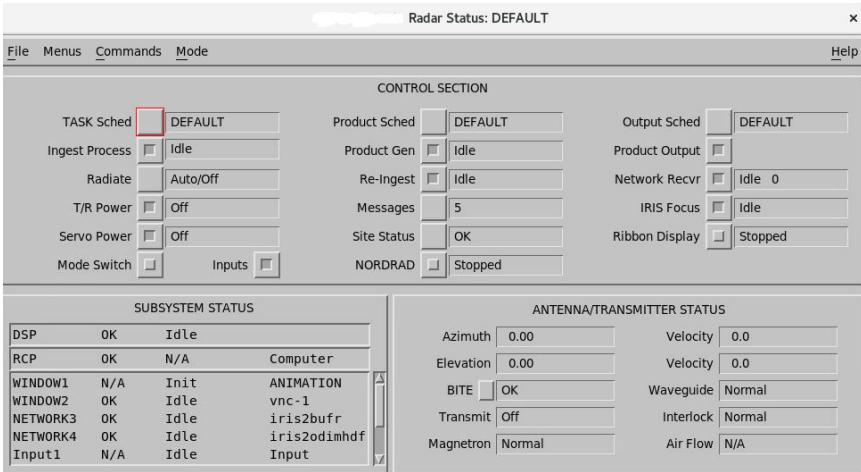 Radar Status: DEFAULT ×
File Menus Commands Mode Help
CONTROL SECTION
TASK Sched DEFAULT Product Sched DEFAULT Output Sched DEFAULT
Ingest Process Idle Product Gen Idle Product Output
Radiate Auto/Off Re-Ingest Idle Network Recvr Idle 0
T/R Power Off Messages 5 IRIS Focus Idle
Servo Power Off Site Status OK Ribbon Display Stopped
Mode Switch Inputs NORDRAD Stopped
SUBSYSTEM STATUS
DSP OK Idle
RCP OK N/A Computer
WINDOW1 N/A Init ANIMATION
WINDOW2 OK Idle vnc-1
NETWORK3 OK Idle iris2bufr
NETWORK4 OK Idle iris2odimhdf
Input1 N/A Idle Input
ANTENNA/TRANSMITTER STATUS
Azimuth 0.00 Velocity 0.0
Elevation 0.00 Velocity 0.0
BITE OK Waveguide Normal
Transmit Off Interlock Normal
Magnetron Normal Air Flow N/A